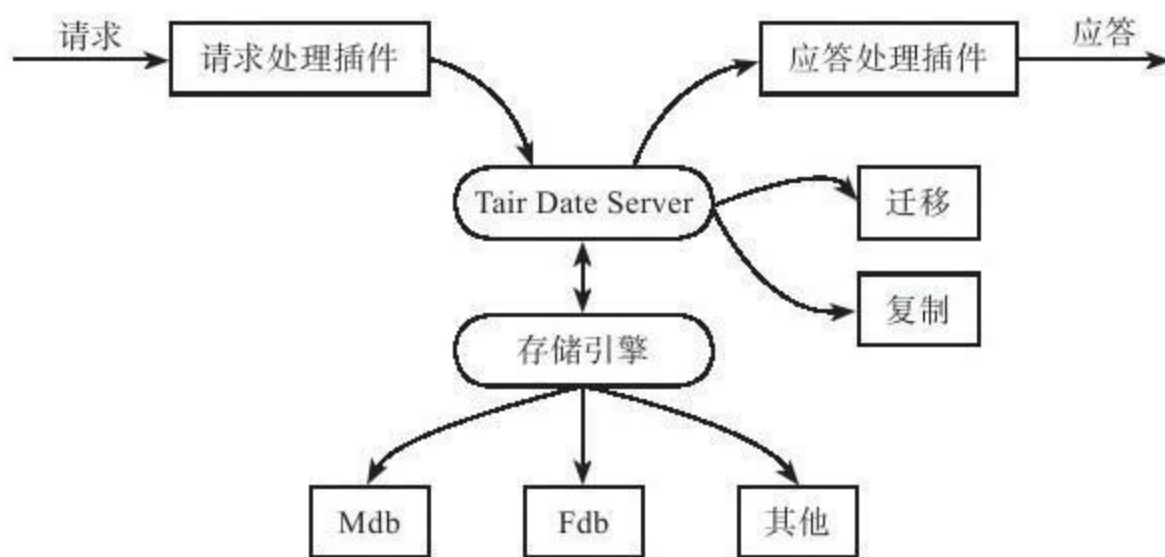 请求
请求处理插件
应答处理插件
应答
Tair Date Server
迁移
复制
存储引擎
Mdb
Fdb
其他